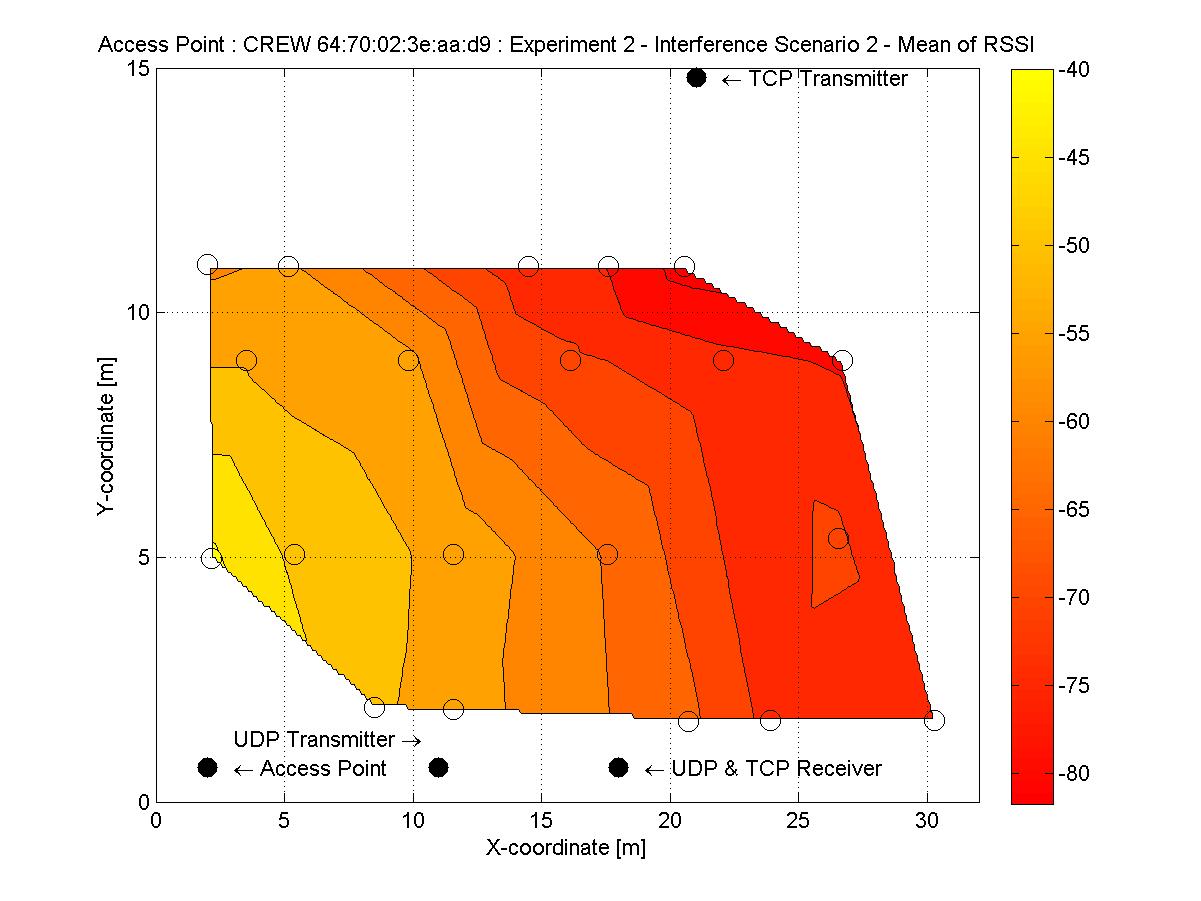 Access Point : CREW 64:70:02:3e:aa:d9 : Experiment 2 - Interference Scenario 2 - Mean of RSSI
15
← TCP Transmitter
-40
-45
-50
10
-55
Y-coordinate [m]
-60
-65
5
-70
-75
UDP Transmitter →
← Access Point
← UDP & TCP Receiver
-80
0
0
5
10
15
20
25
30
X-coordinate [m]